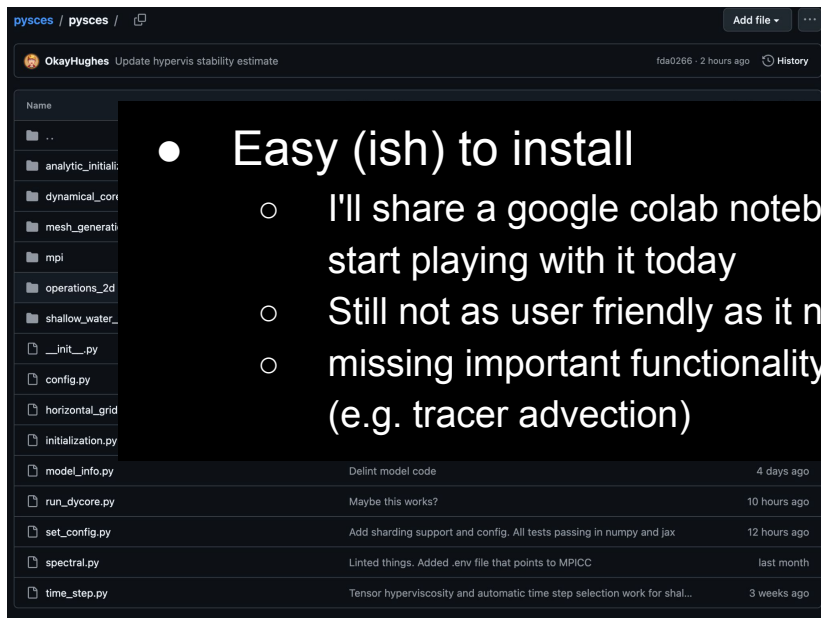 pysces / pysces /
Add file
OkayHughes Update hypervis stability estimate
fda0266 · 2 hours ago History
Name
..
analytic_initiali
dynamical_core
mesh_generati
mpi
operations_2d
shallow_water_
__init__.py
config.py
horizontal_grid
initialization.py
● Easy (ish) to install
○ I'll share a google colab noteb
start playing with it today
○ Still not as user friendly as it n
○ missing important functionality
(e.g. tracer advection)
model_info.py Delint model code 4 days ago
run_dycore.py Maybe this works? 10 hours ago
set_config.py Add sharding support and config. All tests passing in numpy and jax 12 hours ago
spectral.py Linted things. Added .env file that points to MPICC last month
time_step.py Tensor hyperviscosity and automatic time step selection work for shal... 3 weeks ago